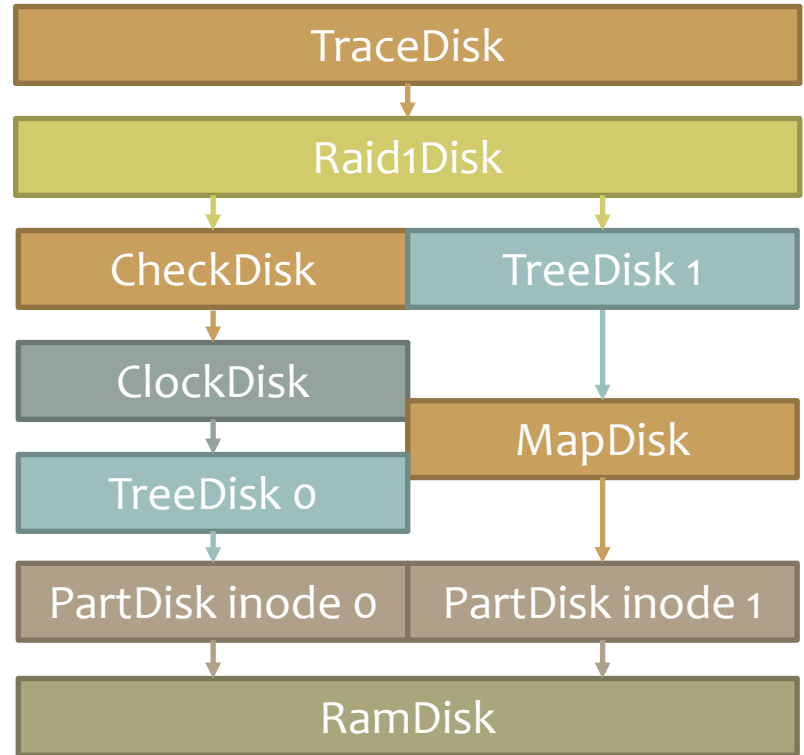 TraceDisk
Raid1Disk
CheckDisk
TreeDisk 1
ClockDisk
MapDisk
TreeDisk 0
PartDisk inode 0
PartDisk inode 1
RamDisk